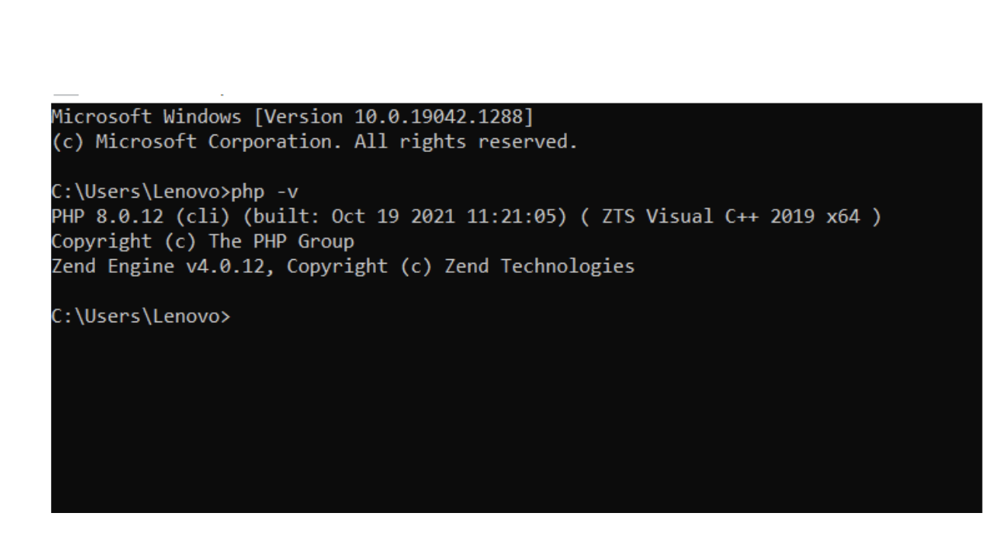 Microsoft Windows [Version 10.0.19042.1288]
(c) Microsoft Corporation. All rights reserved.
C:\Users\Lenovo>php -v
PHP 8.0.12 (cli) (built: Oct 19 2021 11:21:05) ( ZTS Visual C++ 2019 x64 )
Copyright (c) The PHP Group
Zend Engine v4.0.12, Copyright (c) Zend Technologies
C:\Users\Lenovo>